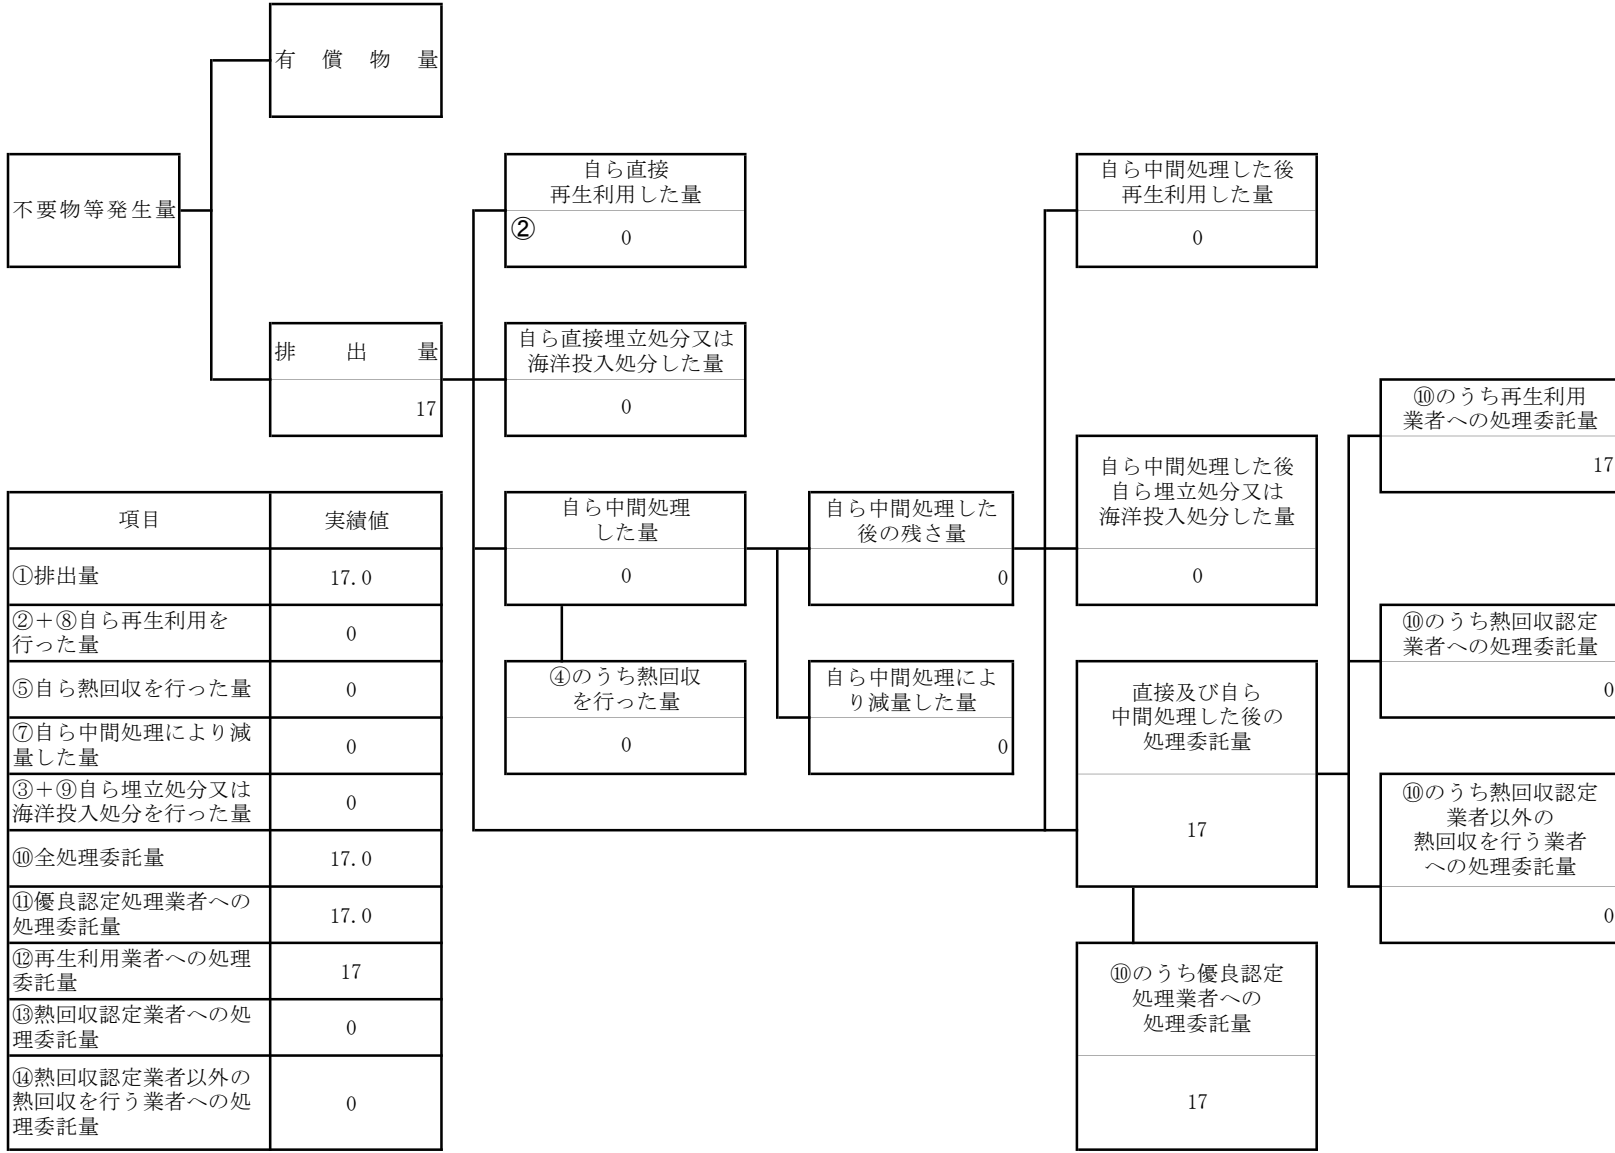 有償物量
不要物等発生量
自ら直接
再生利用した量
②
0
自ら中間処理した後
再生利用した量
0
排出量
17
自ら直接埋立処分又は
海洋投入処分した量
0
⑩のうち再生利用
業者への処理委託量
17
自ら中間処理
した量
0
自ら中間処理した
後の残さ量
0
自ら中間処理した後
自ら埋立処分又は
海洋投入処分した量
0
⑩のうち熱回収認定
業者への処理委託量
0
④のうち熱回収
を行った量
0
自ら中間処理によ
り減量した量
0
直接及び自ら
中間処理した後の
処理委託量
17
⑩のうち熱回収認定
業者以外の
熱回収を行う業者
への処理委託量
0
⑩のうち優良認定
処理業者への
処理委託量
17
項目 実績値
①排出量 17.0
②＋⑧自ら再生利用を
行った量 0
⑤自ら熱回収を行った量 0
⑦自ら中間処理により減
量した量 0
③＋⑨自ら埋立処分又は
海洋投入処分を行った量 0
⑩全処理委託量 17.0
⑪優良認定処理業者への
処理委託量 17.0
⑫再生利用業者への処理
委託量 17
⑬熱回収認定業者への処
理委託量 0
⑭熱回収認定業者以外の
熱回収を行う業者への処
理委託量 0